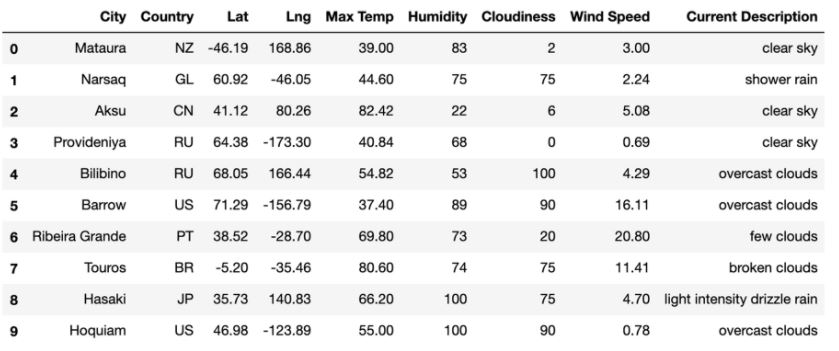 City Country Lat Lng Max Temp Humidity Cloudiness Wind Speed Current Description
0 Mataura NZ -46.19 168.86 39.00 83 2 3.00 clear sky
1 Narsaq GL 60.92 -46.05 44.60 75 75 2.24 shower rain
2 Aksu CN 41.12 80.26 82.42 22 6 5.08 clear sky
3 Provideniya RU 64.38 -173.30 40.84 68 0 0.69 clear sky
4 Bilibino RU 68.05 166.44 54.82 53 100 4.29 overcast clouds
5 Barrow US 71.29 -156.79 37.40 89 90 16.11 overcast clouds
6 Ribeira Grande PT 38.52 -28.70 69.80 73 20 20.80 few clouds
7 Touros BR -5.20 -35.46 80.60 74 75 11.41 broken clouds
8 Hasaki JP 35.73 140.83 66.20 100 75 4.70 light intensity drizzle rain
9 Hoquiam US 46.98 -123.89 55.00 100 90 0.78 overcast clouds